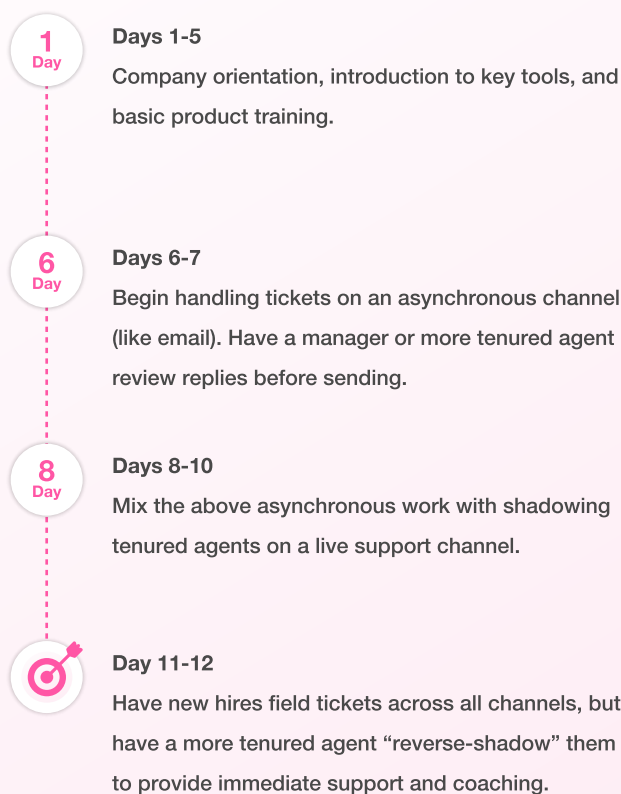 1
Day
Days 1-5
Company orientation, introduction to key tools, and
basic product training.
6
Day
Days 6-7
Begin handling tickets on an asynchronous channel
(like email). Have a manager or more tenured agent
review replies before sending.
8
Day
Days 8-10
Mix the above asynchronous work with shadowing
tenured agents on a live support channel.
Day 11-12
Have new hires field tickets across all channels, but
have a more tenured agent “reverse-shadow” them
to provide immediate support and coaching.